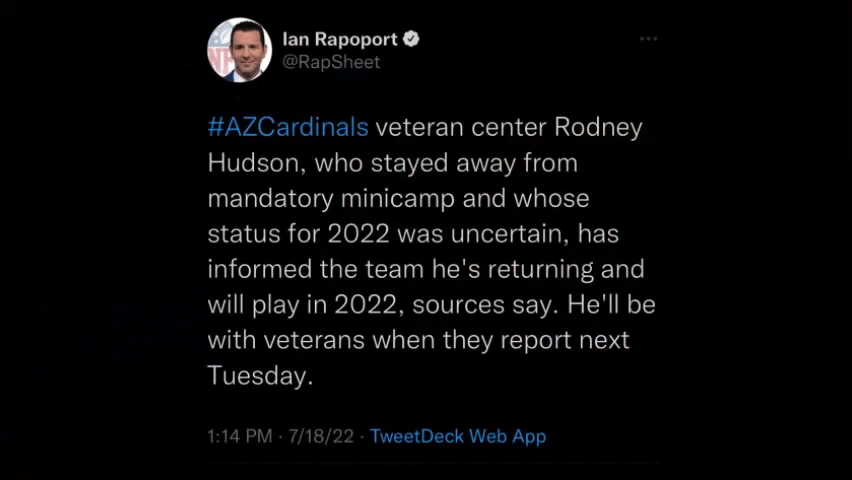 Ian Rapoport
@RapSheet
#AZCardinals veteran center Rodney
Hudson, who stayed away from
mandatory minicamp and whose
status for 2022 was uncertain, has
informed the team he's returning and
will play in 2022, sources say. He'll be
with veterans when they report next
Tuesday.
1:14 PM · 7/18/22 · TweetDeck Web App